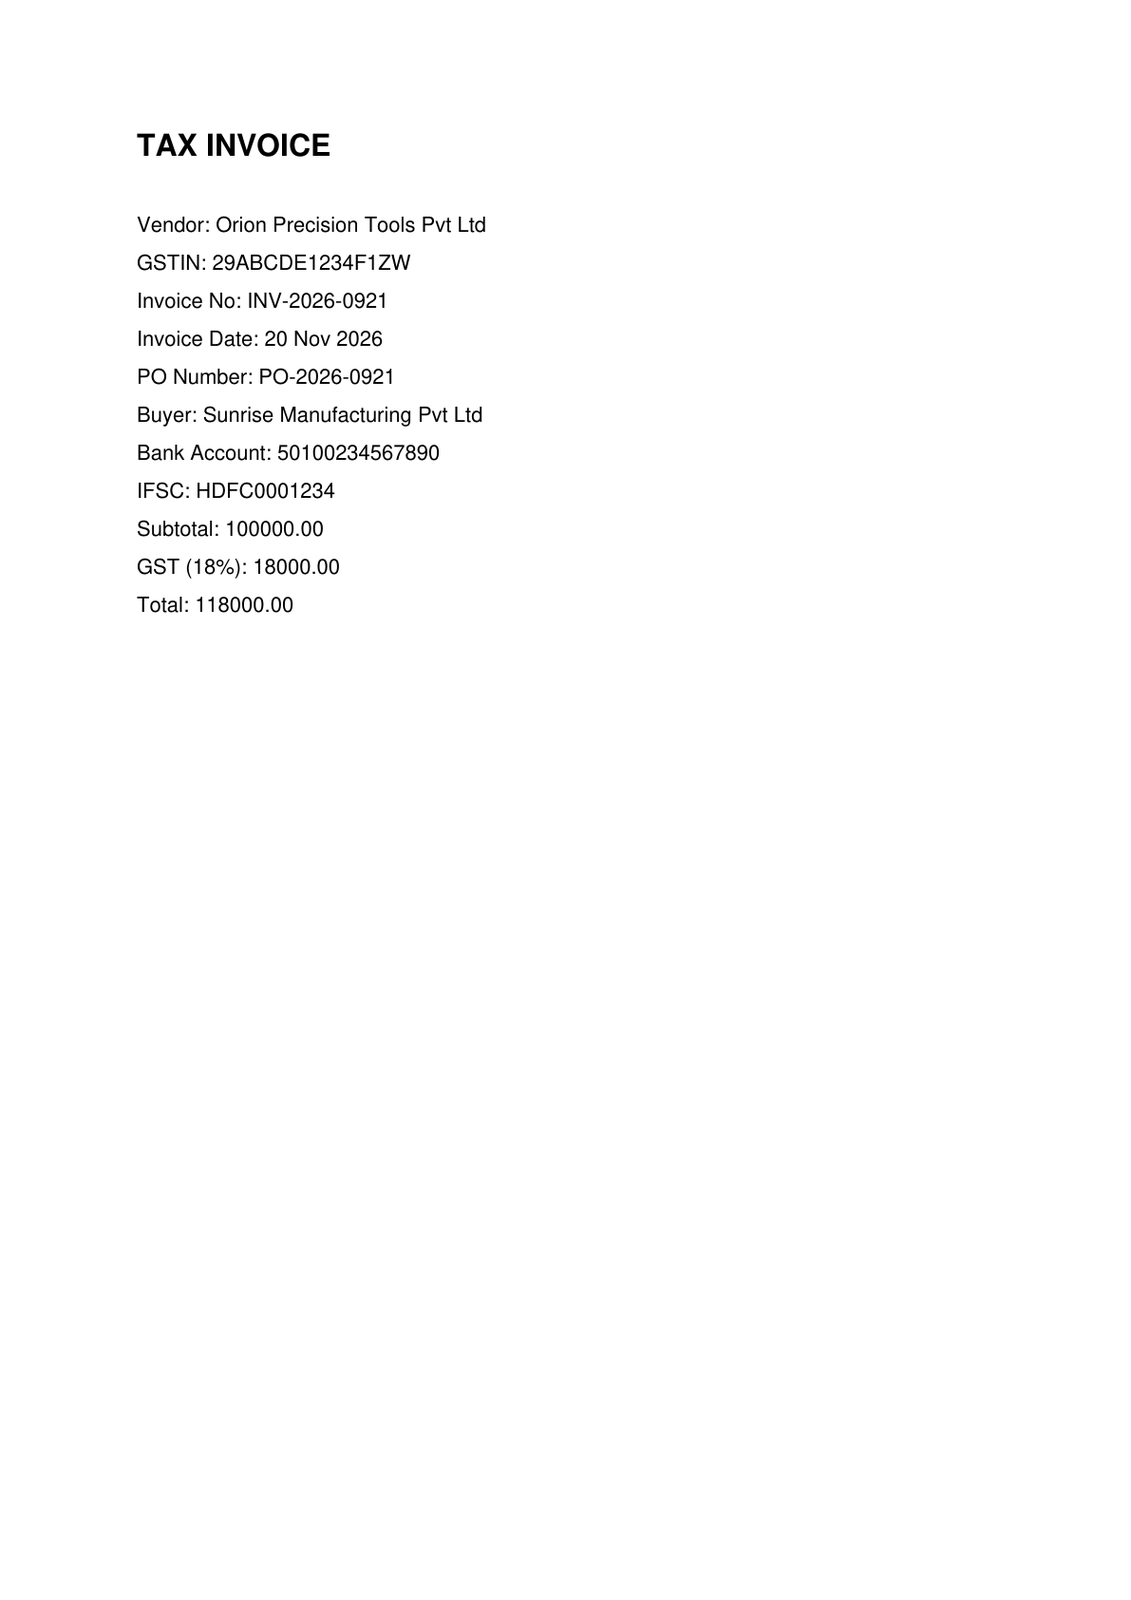 TAX INVOICE
Vendor: Orion Precision Tools Pvt Ltd
GSTIN: 29ABCDE1234F1ZW
Invoice No: INV-2026-0921
Invoice Date: 20 Nov 2026
PO Number: PO-2026-0921
Buyer: Sunrise Manufacturing Pvt Ltd
Bank Account: 50100234567890
IFSC: HDFC0001234
Subtotal: 100000.00
GST (18%): 18000.00
Total: 118000.00